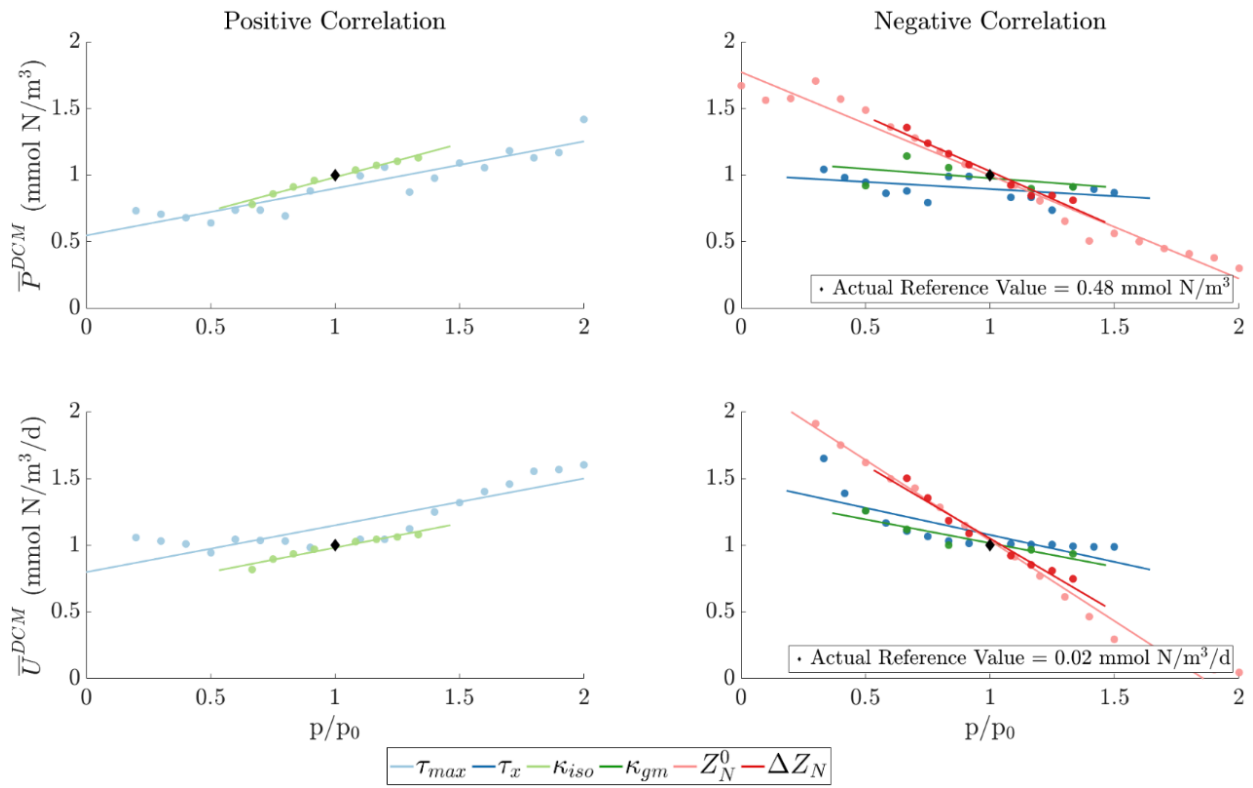 Positive Correlation
Negative Correlation
P̅^DCM (mmol N/m³)
2
1.5
1
0.5
0
0 0.5 1 1.5 2
2
1.5
1
0.5
0
0 0.5 1 1.5 2
Actual Reference Value = 0.48 mmol N/m³
U̅^DCM (mmol N/m³/d)
2
1.5
1
0.5
0
0 0.5 1 1.5 2
p/p₀
2
1.5
1
0.5
0
0 0.5 1 1.5 2
p/p₀
Actual Reference Value = 0.02 mmol N/m³/d
τ_max τ_x κ_iso κ_gm Z_N^0 ΔZ_N